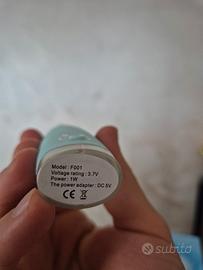 Model : F001
Voltage rating : 3.7V
Power : 1W
The power adapter : DC 5V
CE
subito